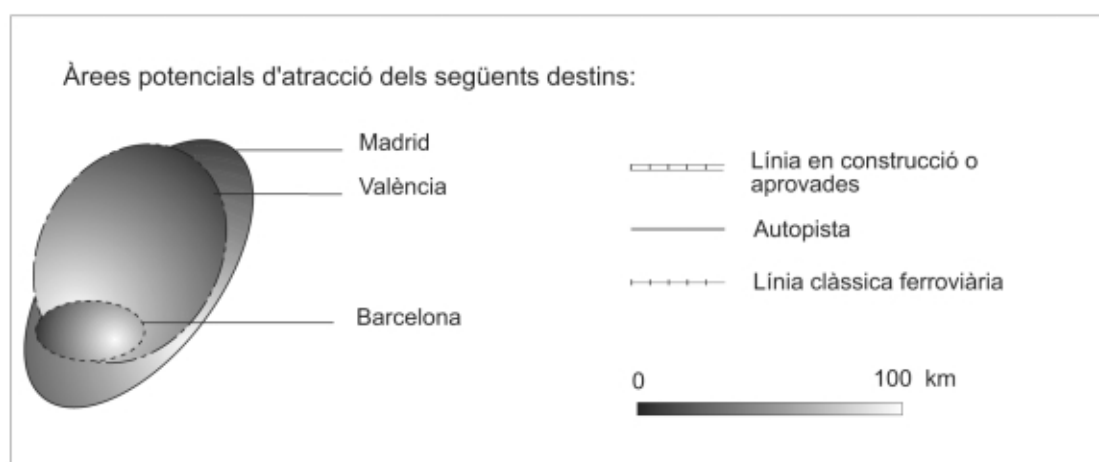 Àrees potencials d'atracció dels següents destins:
Madrid
València
Barcelona
Línia en construcció o
aprovades
Autopista
Línia clàssica ferroviària
0 100 km